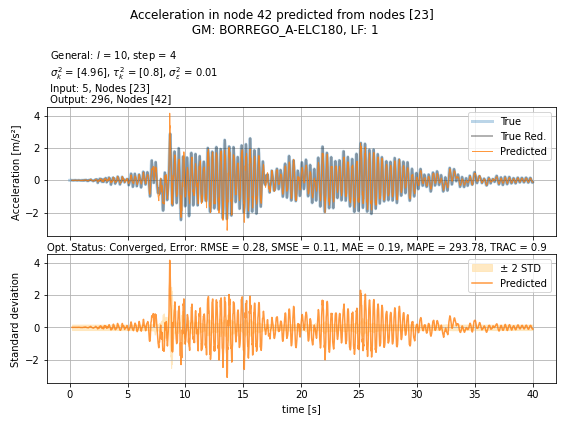 Acceleration in node 42 predicted from nodes [23]
GM: BORREGO_A-ELC180, LF: 1
General: l = 10, step = 4
σ²ₖ = [4.96], τ²ₖ = [0.8], σ²ε = 0.01
Input: 5, Nodes [23]
Output: 296, Nodes [42]
Acceleration [m/s²]
4
2
0
−2
True
True Red.
Predicted
Opt. Status: Converged, Error: RMSE = 0.28, SMSE = 0.11, MAE = 0.19, MAPE = 293.78, TRAC = 0.9
Standard deviation
4
2
0
−2
± 2 STD
Predicted
0 5 10 15 20 25 30 35 40
time [s]